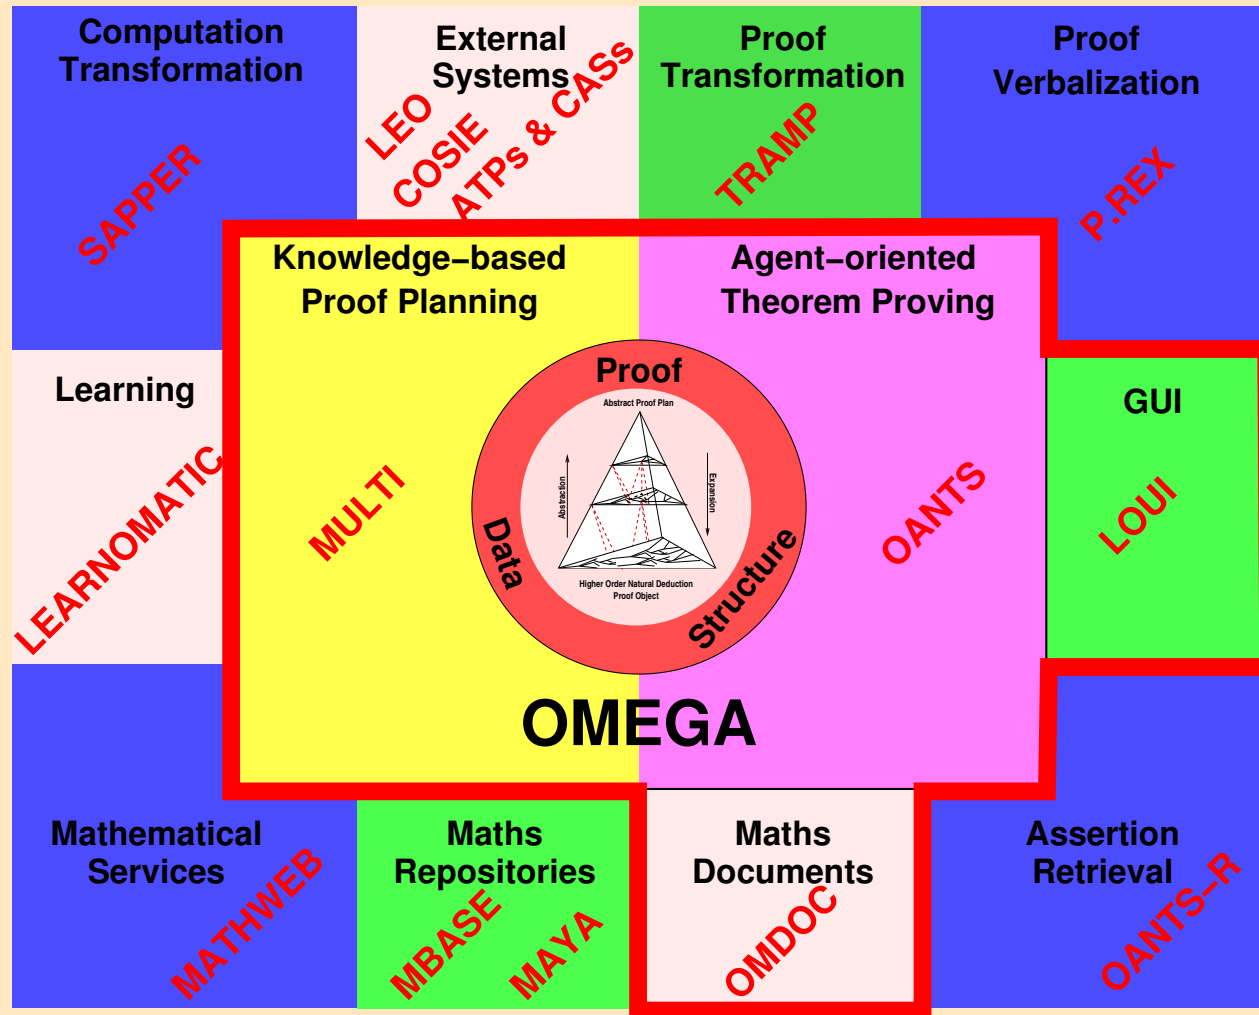 Computation
Transformation
SAPPER
External
Systems
LEO
COSIE
ATPs & CASs
Proof
Transformation
TRAMP
Proof
Verbalization
P.REX
Knowledge–based
Proof Planning
MULTI
Agent–oriented
Theorem Proving
OANTS
Learning
LEARNOMATIC
GUI
LOUI
Proof
Data
Structure
Abstract Proof Plan
Abstraction
Expansion
Higher Order Natural Deduction
Proof Object
OMEGA
Mathematical
Services
MATHWEB
Maths
Repositories
MBASE
MAYA
Maths
Documents
OMDOC
Assertion
Retrieval
OANTS–R